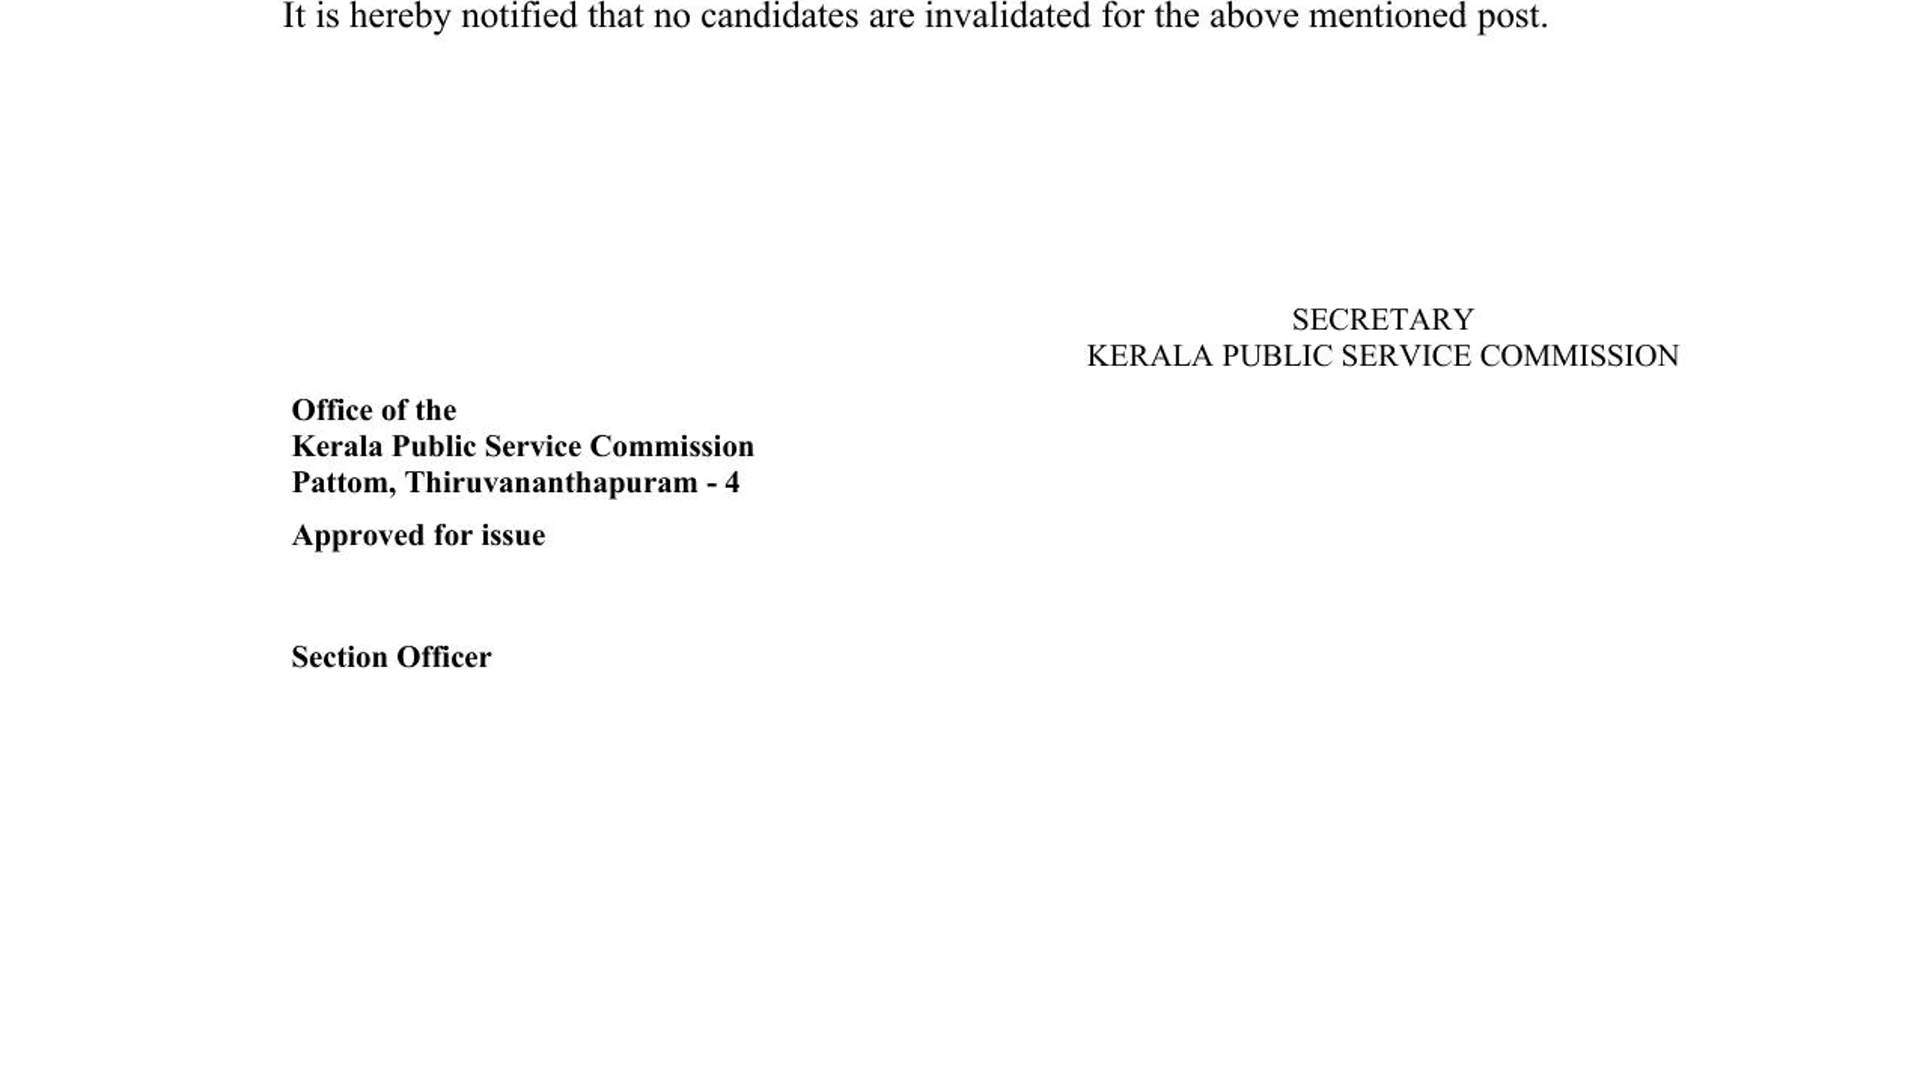 It is hereby notified that no candidates are invalidated for the above mentioned post.
SECRETARY
KERALA PUBLIC SERVICE COMMISSION
Office of the
Kerala Public Service Commission
Pattom, Thiruvananthapuram - 4
Approved for issue
Section Officer